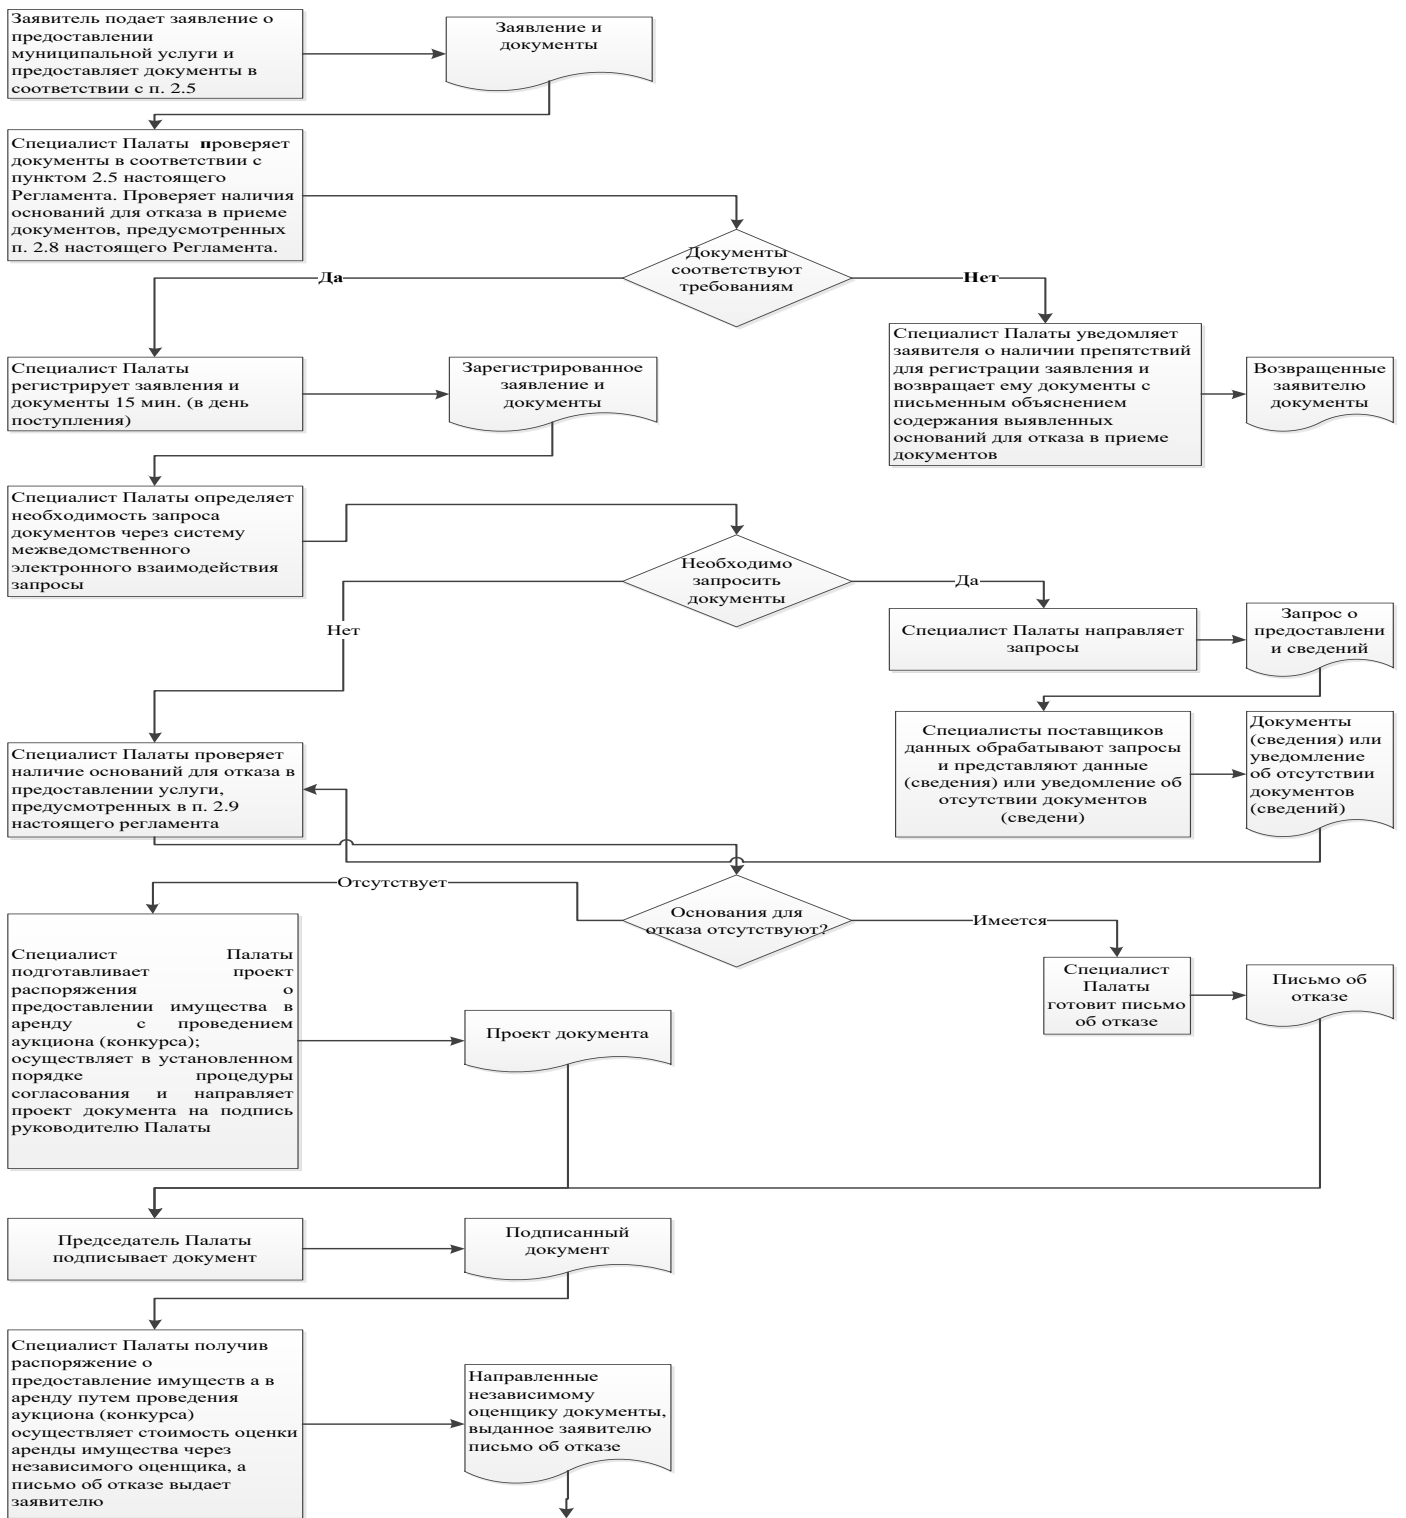 Заявитель подает заявление о
предоставлении
муниципальной услуги и
предоставляет документы в
соответствии с п. 2.5
Заявление и
документы
Специалист Палаты проверяет
документы в соответствии с
пунктом 2.5 настоящего
Регламента. Проверяет наличия
оснований для отказа в приеме
документов, предусмотренных
п. 2.8 настоящего Регламента.
Документы
соответствуют
требованиям
Да
Нет
Специалист Палаты уведомляет
заявителя о наличии препятствий
для регистрации заявления и
возвращает ему документы с
письменным объяснением
содержания выявленных
оснований для отказа в приеме
документов
Возвращенные
заявителю
документы
Специалист Палаты
регистрирует заявления и
документы 15 мин. (в день
поступления)
Зарегистрированное
заявление и
документы
Специалист Палаты определяет
необходимость запроса
документов через систему
межведомственного
электронного взаимодействия
запросы
Необходимо
запросить
документы
Да
Нет
Специалист Палаты направляет
запросы
Запрос о
предоставлени
и сведений
Специалисты поставщиков
данных обрабатывают запросы
и представляют данные
(сведения) или уведомление об
отсутствии документов
(сведени)
Документы
(сведения) или
уведомление
об отсутствии
документов
(сведений)
Специалист Палаты проверяет
наличие оснований для отказа в
предоставлении услуги,
предусмотренных в п. 2.9
настоящего регламента
Отсутствует
Основания для
отказа отсутствуют?
Имеется
Специалист
Палаты
готовит письмо
об отказе
Письмо об
отказе
Специалист Палаты
подготавливает проект
распоряжения о
предоставлении имущества в
аренду с проведением
аукциона (конкурса);
осуществляет в установленном
порядке процедуры
согласования и направляет
проект документа на подпись
руководителю Палаты
Проект документа
Председатель Палаты
подписывает документ
Подписанный
документ
Специалист Палаты получив
распоряжение о
предоставление имуществ а в
аренду путем проведения
аукциона (конкурса)
осуществляет стоимость оценки
аренды имущества через
независимого оценщика, а
письмо об отказе выдает
заявителю
Направленные
независимому
оценщику документы,
выданное заявителю
письмо об отказе